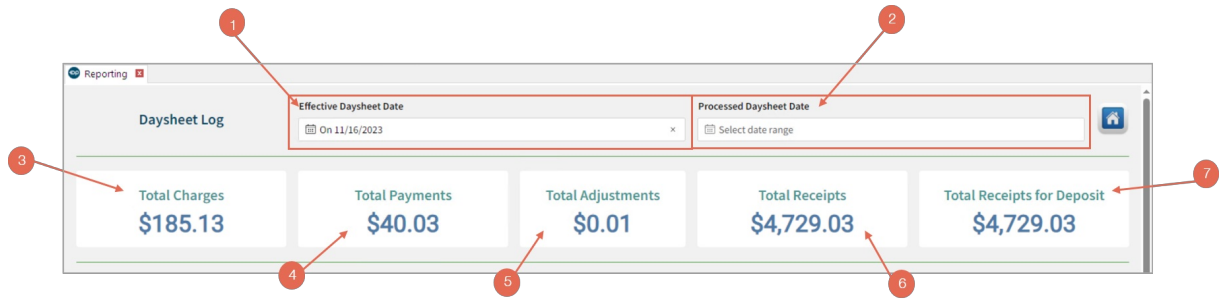 1
2
Reporting
Effective Daysheet Date
Processed Daysheet Date
Daysheet Log
On 11/16/2023 ×
Select date range
3
7
Total Charges
Total Payments
Total Adjustments
Total Receipts
Total Receipts for Deposit
$185.13
$40.03
$0.01
$4,729.03
$4,729.03
4
5
6